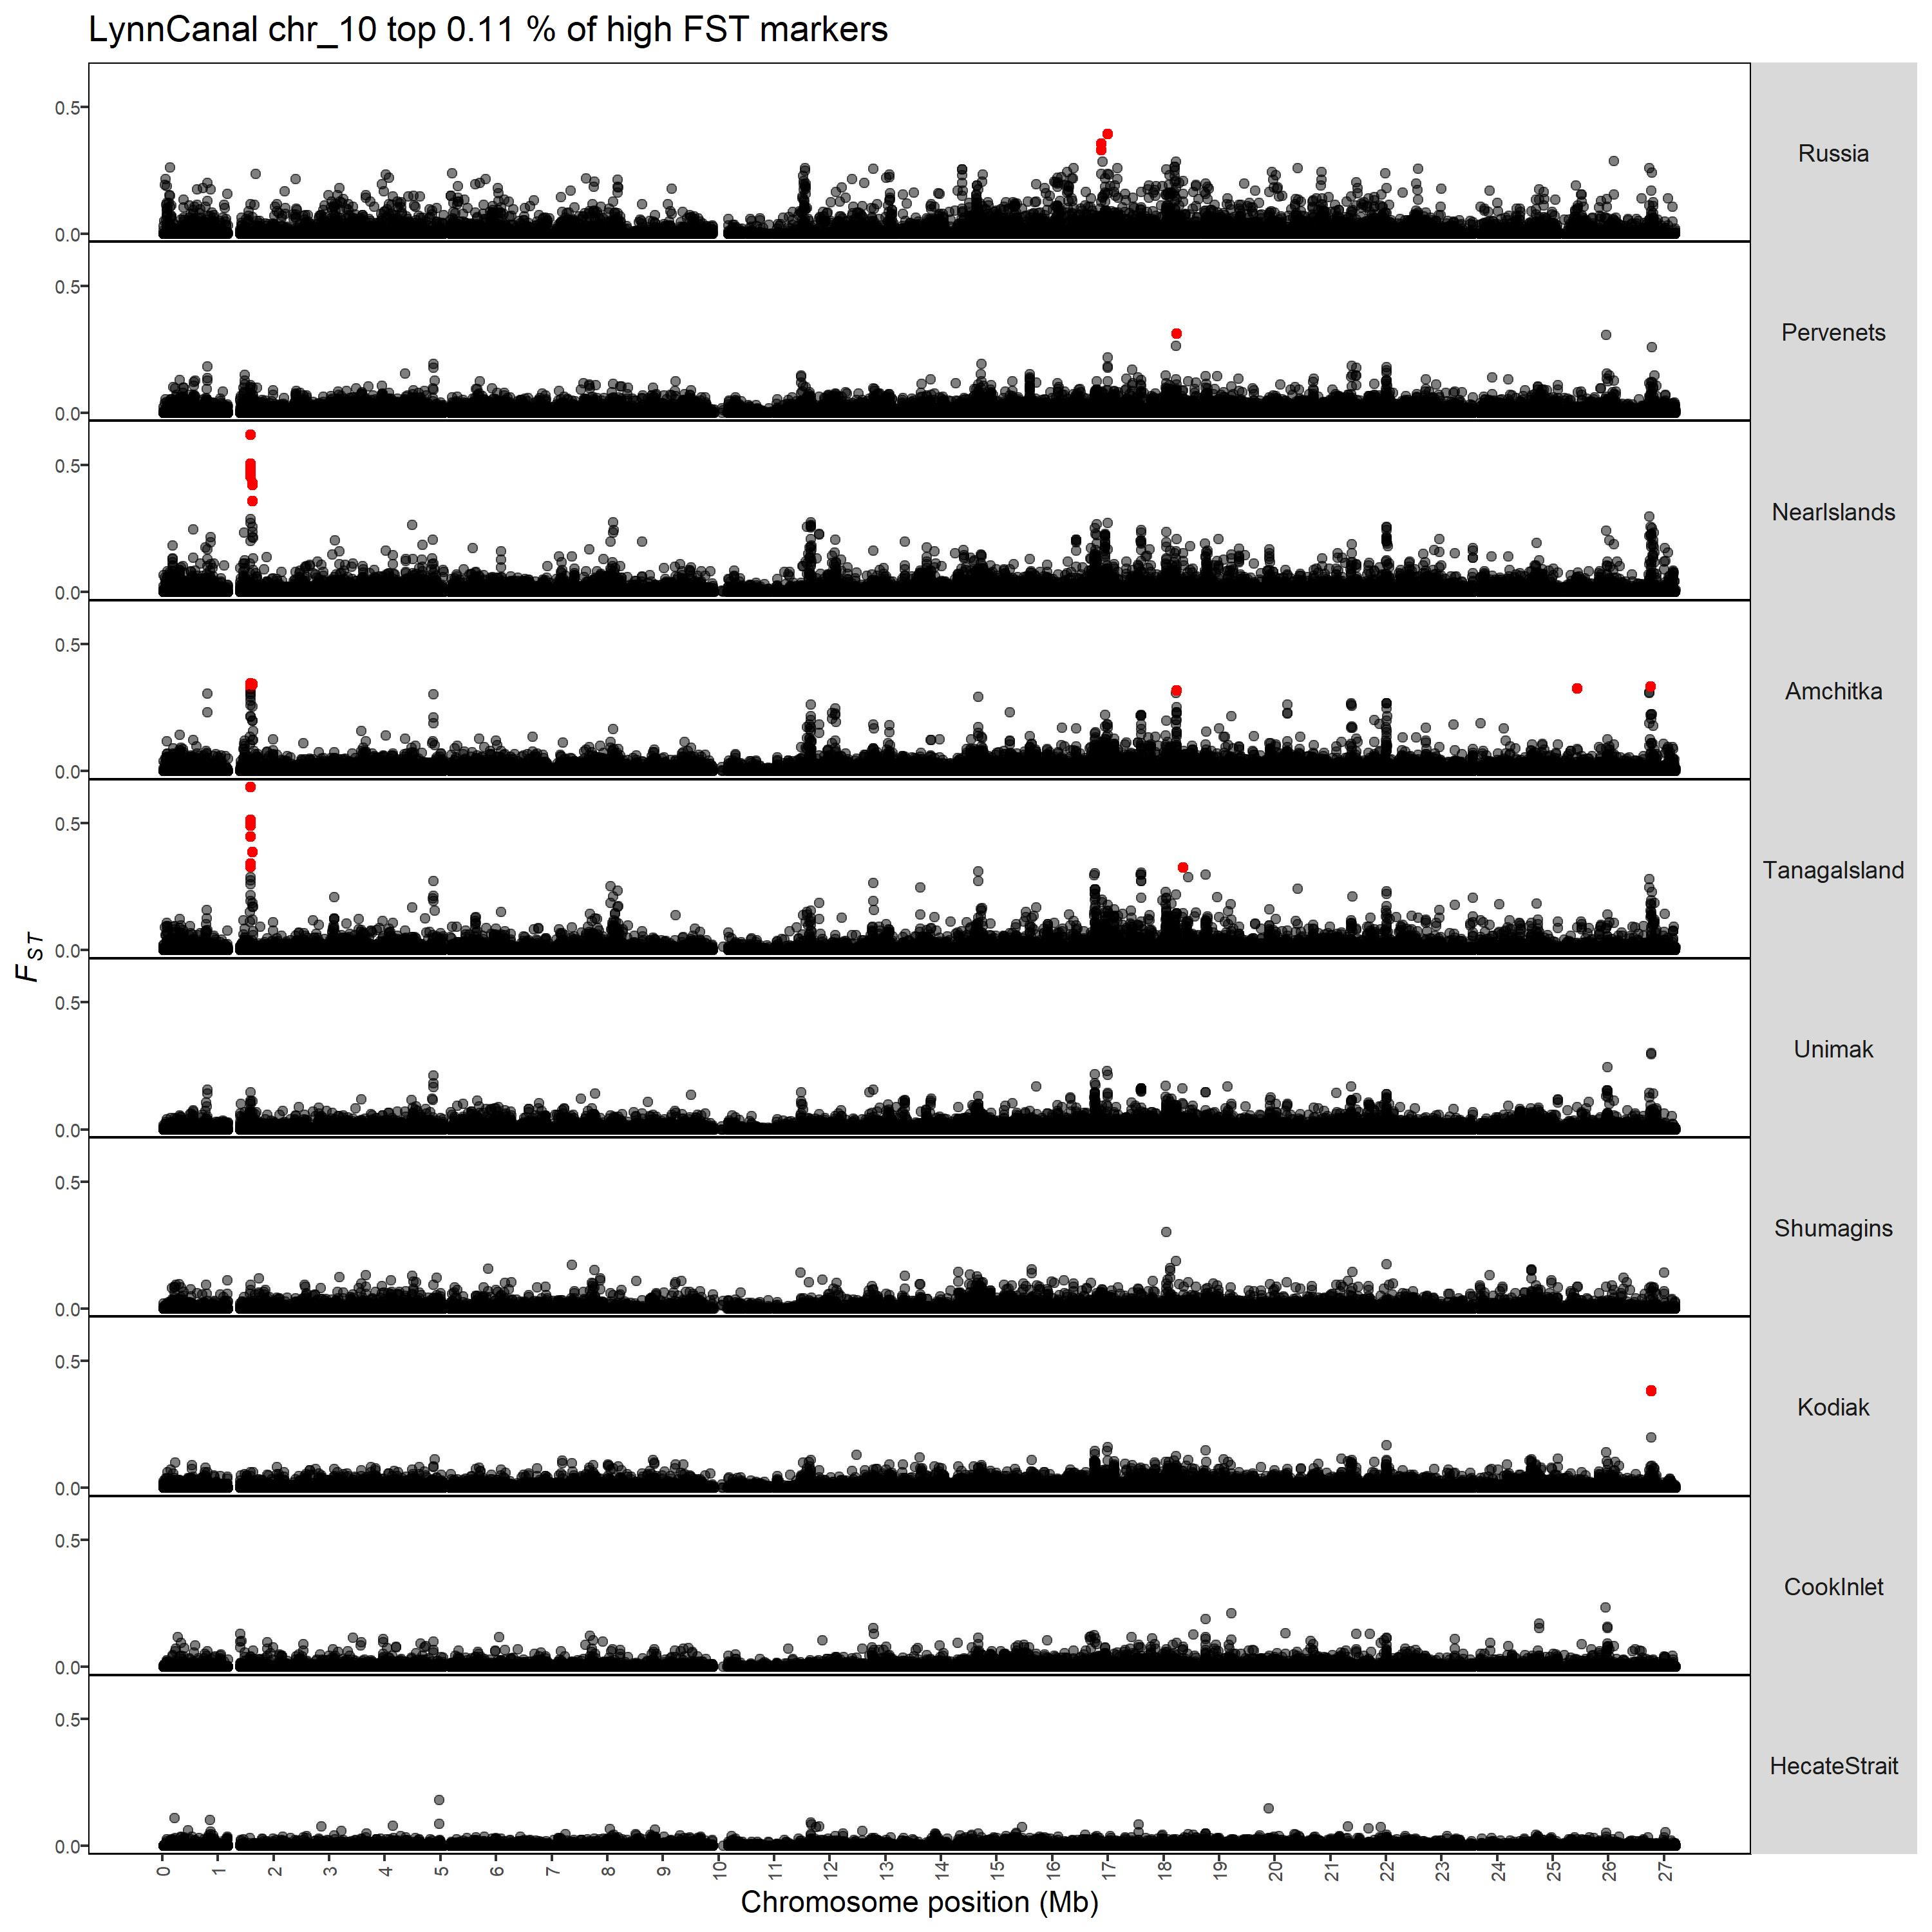 LynnCanal chr_10 top 0.11 % of high FST markers
0.5
0.0
Russia
0.5
0.0
Pervenets
0.5
0.0
NearIslands
0.5
0.0
Amchitka
0.5
0.0
TanagaIsland
0.5
0.0
Unimak
0.5
0.0
Shumagins
0.5
0.0
Kodiak
0.5
0.0
CookInlet
0.5
0.0
HecateStrait
FST
0 1 2 3 4 5 6 7 8 9 10 11 12 13 14 15 16 17 18 19 20 21 22 23 24 25 26 27
Chromosome position (Mb)